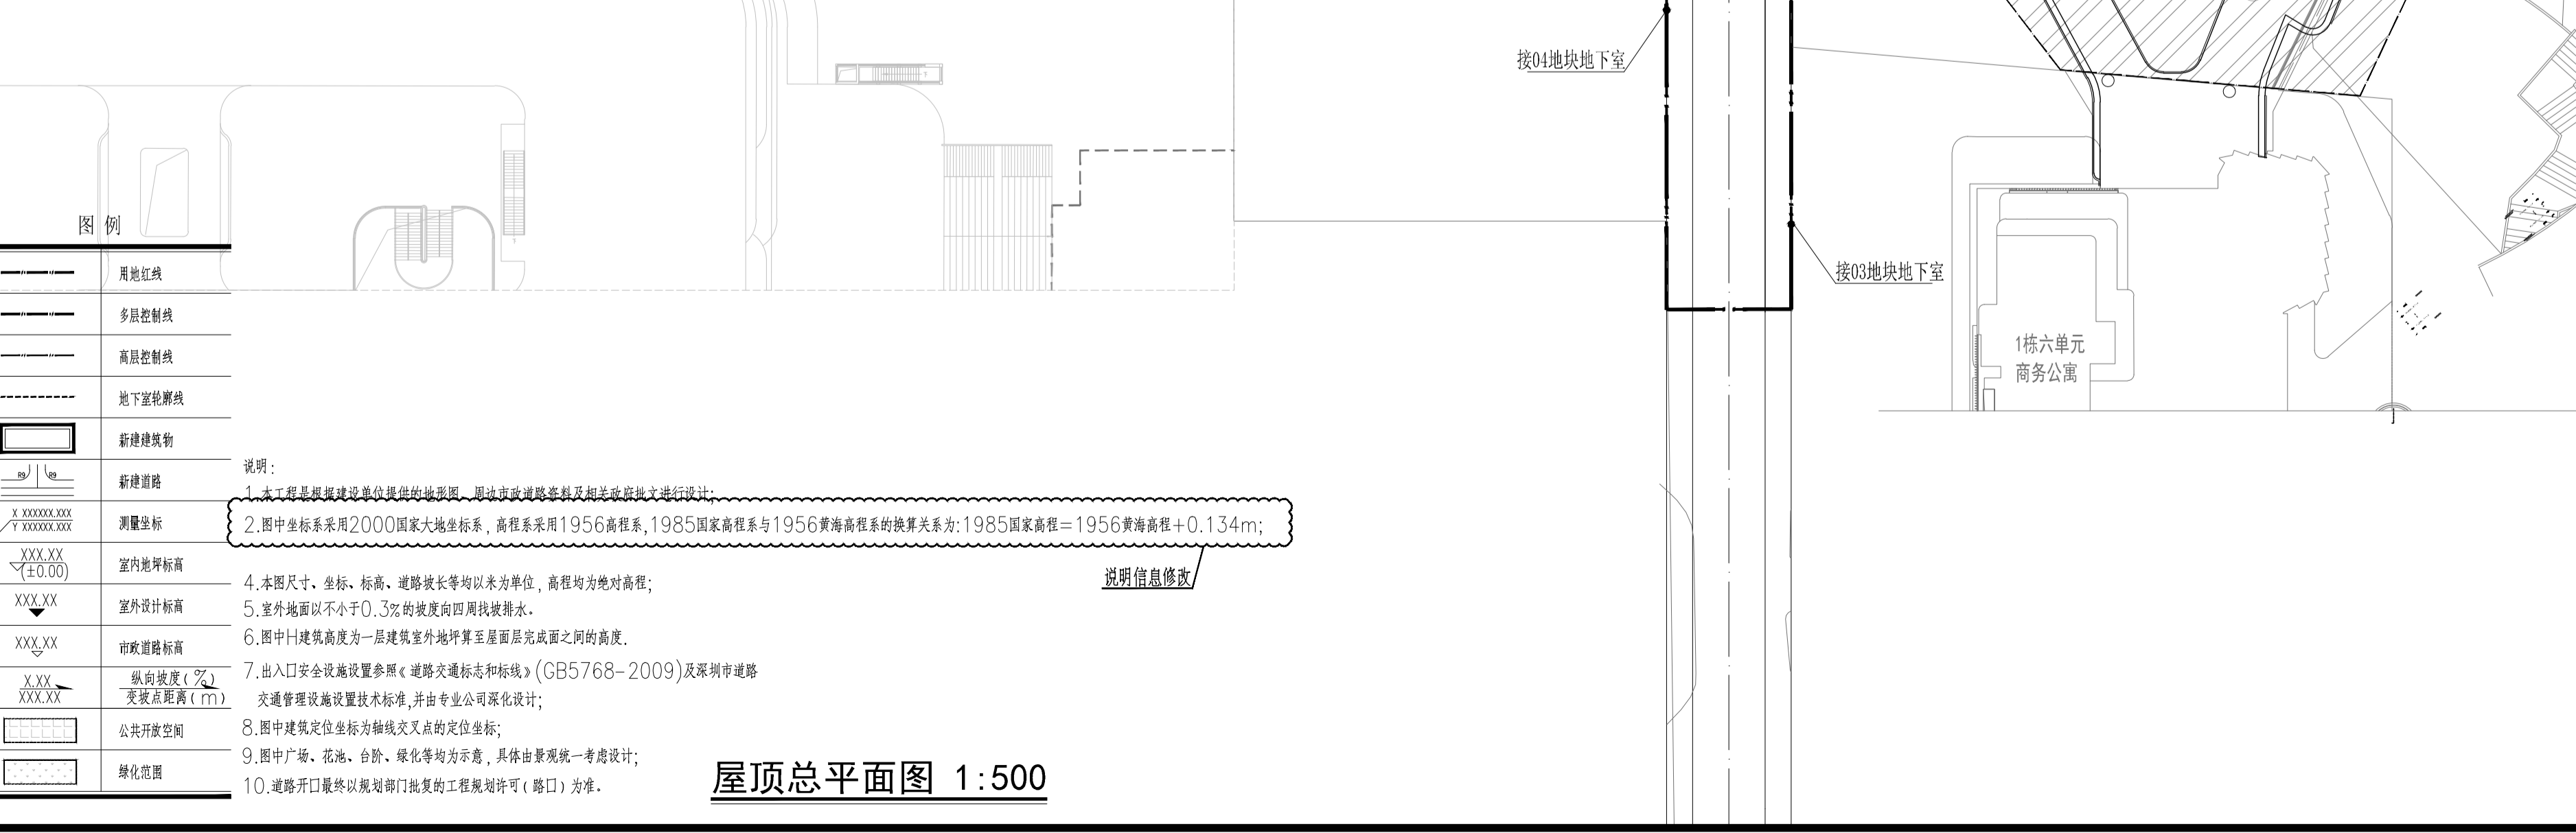 接04地块地下室
接03地块地下室
1栋六单元
商务公寓
图 例
用地红线
多层控制线
高层控制线
地下室轮廓线
新建建筑物
R9 R9
新建道路
X XXXXXX.XXX
Y XXXXXX.XXX
测量坐标
XXX.XX
(±0.00)
室内地坪标高
XXX.XX
室外设计标高
XXX.XX
市政道路标高
X.XX
XXX.XX
纵向坡度(%)
变坡点距离(m)
公共开放空间
绿化范围
说明:
1.本工程是根据建设单位提供的地形图、周边市政道路资料及相关政府批文进行设计;
2.图中坐标系采用2000国家大地坐标系,高程系采用1956高程系,1985国家高程系与1956黄海高程系的换算关系为:1985国家高程=1956黄海高程+0.134m;
说明信息修改
4.本图尺寸、坐标、标高、道路坡长等均以米为单位,高程均为绝对高程;
5.室外地面以不小于0.3%的坡度向四周找坡排水。
6.图中H建筑高度为一层建筑室外地坪算至屋面层完成面之间的高度.
7.出入口安全设施设置参照《道路交通标志和标线》(GB5768-2009)及深圳市道路
交通管理设施设置技术标准,并由专业公司深化设计;
8.图中建筑定位坐标为轴线交叉点的定位坐标;
9.图中广场、花池、台阶、绿化等均为示意,具体由景观统一考虑设计;
10.道路开口最终以规划部门批复的工程规划许可(路口)为准。
屋顶总平面图 1:500